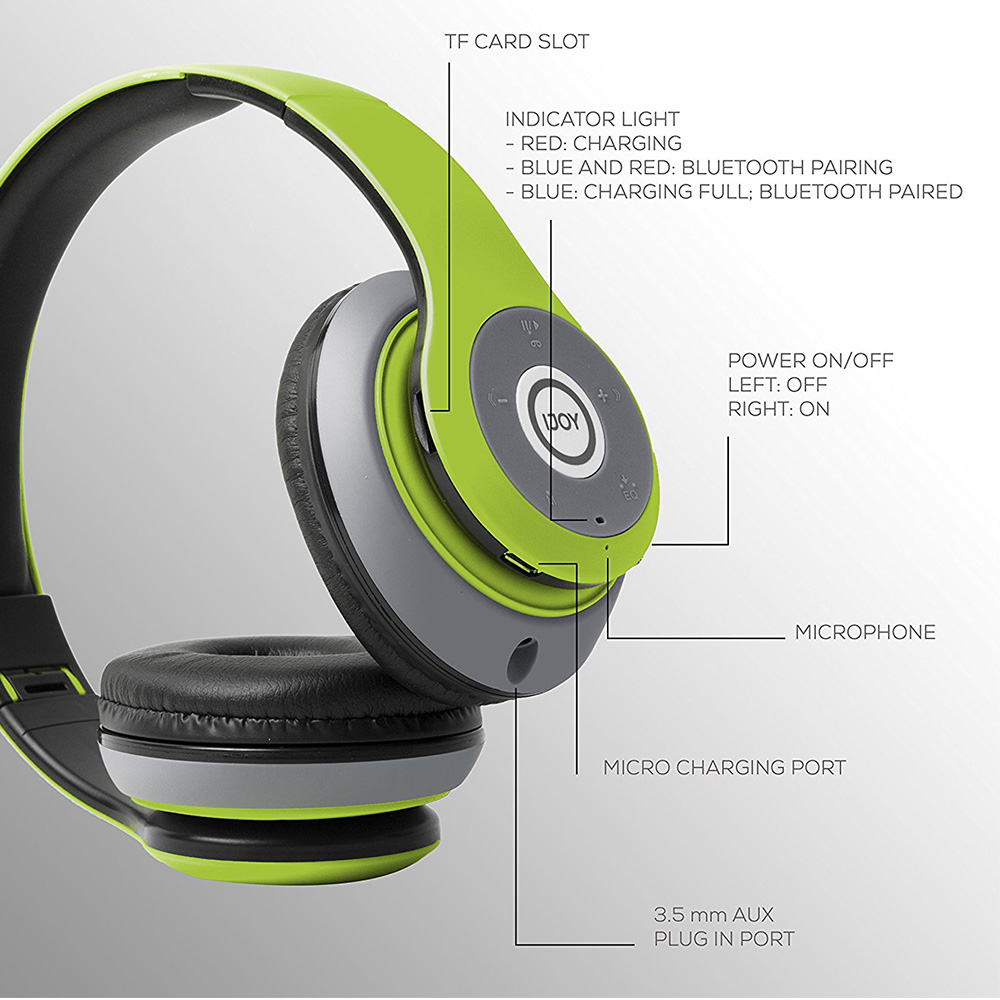 TF CARD SLOT
INDICATOR LIGHT
- RED: CHARGING
- BLUE AND RED: BLUETOOTH PAIRING
- BLUE: CHARGING FULL; BLUETOOTH PAIRED
POWER ON/OFF
LEFT: OFF
RIGHT: ON
IJOY
EQ
MICROPHONE
MICRO CHARGING PORT
3.5 mm AUX
PLUG IN PORT